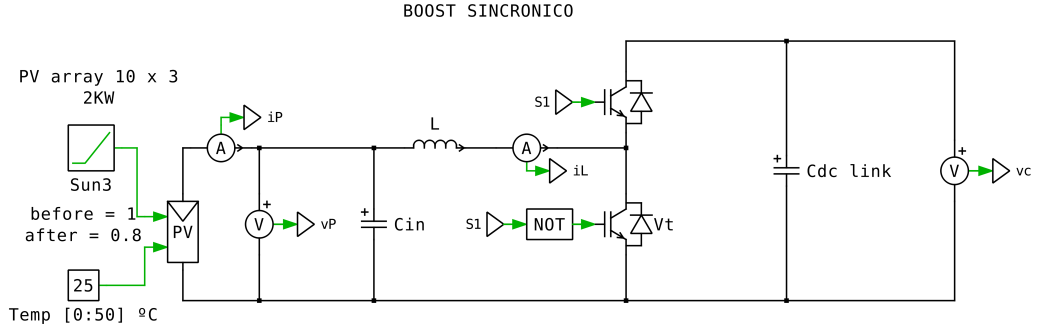 BOOST SINCRONICO
PV array 10 x 3
2KW
S1
iP
A
L
A
Sun3
iL
Cdc link
V
vc
before = 1
after = 0.8
PV
V
vP
Cin
S1
NOT
Vt
25
Temp [0:50] ºC